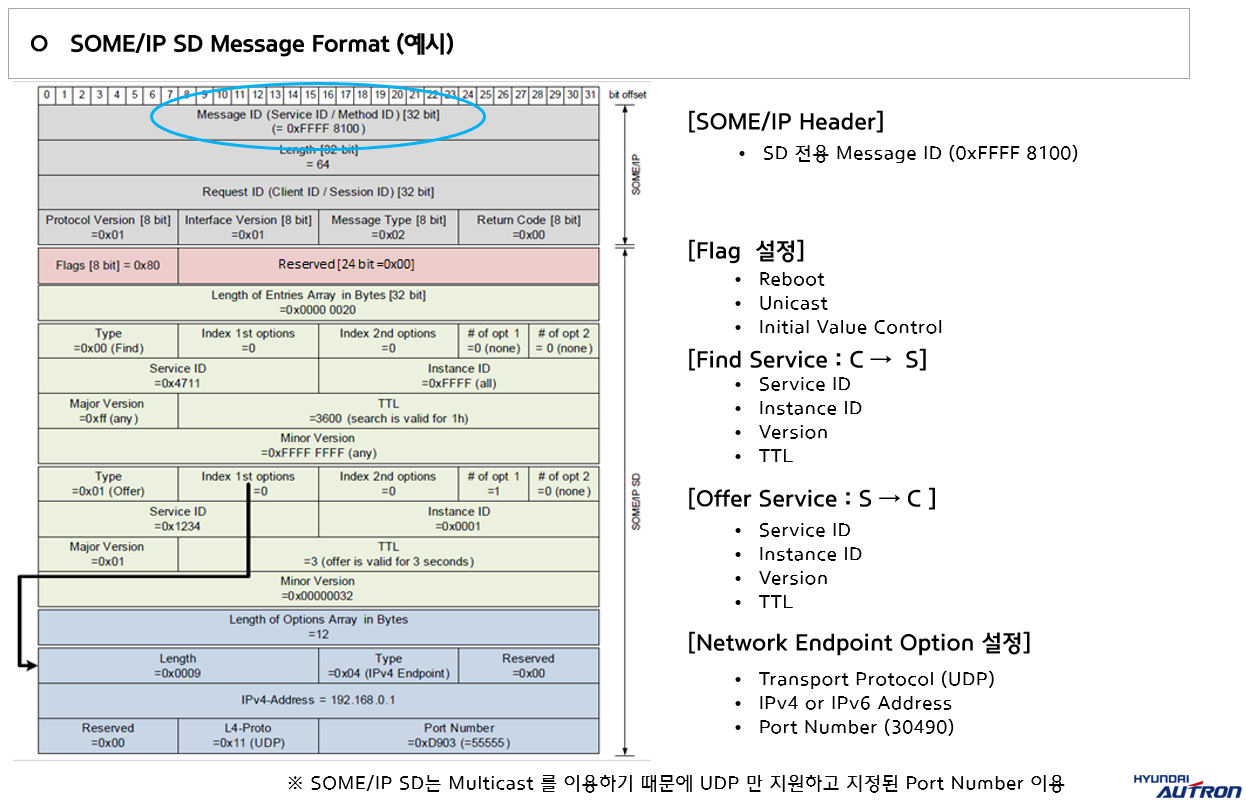 O SOME/IP SD Message Format (예시)
0 1 2 3 4 5 6 7 8 9 10 11 12 13 14 15 16 17 18 19 20 21 22 23 24 25 26 27 28 29 30 31 bit offset
Message ID (Service ID / Method ID) [32 bit]
(= 0xFFFF 8100)
Length [32 bit]
= 64
Request ID (Client ID / Session ID) [32 bit]
Protocol Version [8 bit] Interface Version [8 bit] Message Type [8 bit] Return Code [8 bit]
=0x01 =0x01 =0x02 =0x00
SOME/IP
Flags [8 bit] = 0x80 Reserved [24 bit =0x00]
Length of Entries Array in Bytes [32 bit]
=0x0000 0020
Type Index 1st options Index 2nd options # of opt 1 # of opt 2
=0x00 (Find) =0 =0 =0 (none) = 0 (none)
Service ID Instance ID
=0x4711 =0xFFFF (all)
Major Version TTL
=0xff (any) =3600 (search is valid for 1h)
Minor Version
=0xFFFF FFFF (any)
Type Index 1st options Index 2nd options # of opt 1 # of opt 2
=0x01 (Offer) =0 =0 =1 =0 (none)
Service ID Instance ID
=0x1234 =0x0001
Major Version TTL
=0x01 =3 (offer is valid for 3 seconds)
Minor Version
=0x00000032
Length of Options Array in Bytes
=12
Length Type Reserved
=0x0009 =0x04 (IPv4 Endpoint) =0x00
IPv4-Address = 192.168.0.1
Reserved L4-Proto Port Number
=0x00 =0x11 (UDP) =0xD903 (=55555)
SOME/IP SD
[SOME/IP Header]
• SD 전용 Message ID (0xFFFF 8100)
[Flag 설정]
• Reboot
• Unicast
• Initial Value Control
[Find Service : C → S]
• Service ID
• Instance ID
• Version
• TTL
[Offer Service : S → C ]
• Service ID
• Instance ID
• Version
• TTL
[Network Endpoint Option 설정]
• Transport Protocol (UDP)
• IPv4 or IPv6 Address
• Port Number (30490)
※ SOME/IP SD는 Multicast 를 이용하기 때문에 UDP 만 지원하고 지정된 Port Number 이용
HYUNDAI
AUTRON